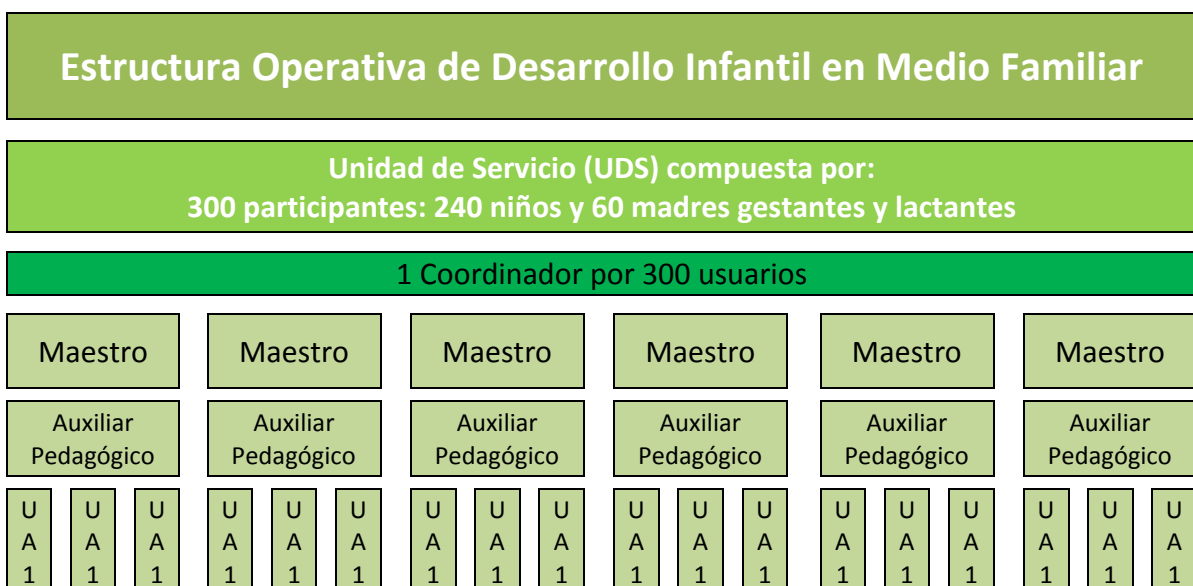 Estructura Operativa de Desarrollo Infantil en Medio Familiar
Unidad de Servicio (UDS) compuesta por:
300 participantes: 240 niños y 60 madres gestantes y lactantes
1 Coordinador por 300 usuarios
Maestro Maestro Maestro Maestro Maestro Maestro
Auxiliar Auxiliar Auxiliar Auxiliar Auxiliar Auxiliar
Pedagógico Pedagógico Pedagógico Pedagógico Pedagógico Pedagógico
U U U U U U U U U U U U U U U U U U
A A A A A A A A A A A A A A A A A A
1 1 1 1 1 1 1 1 1 1 1 1 1 1 1 1 1 1